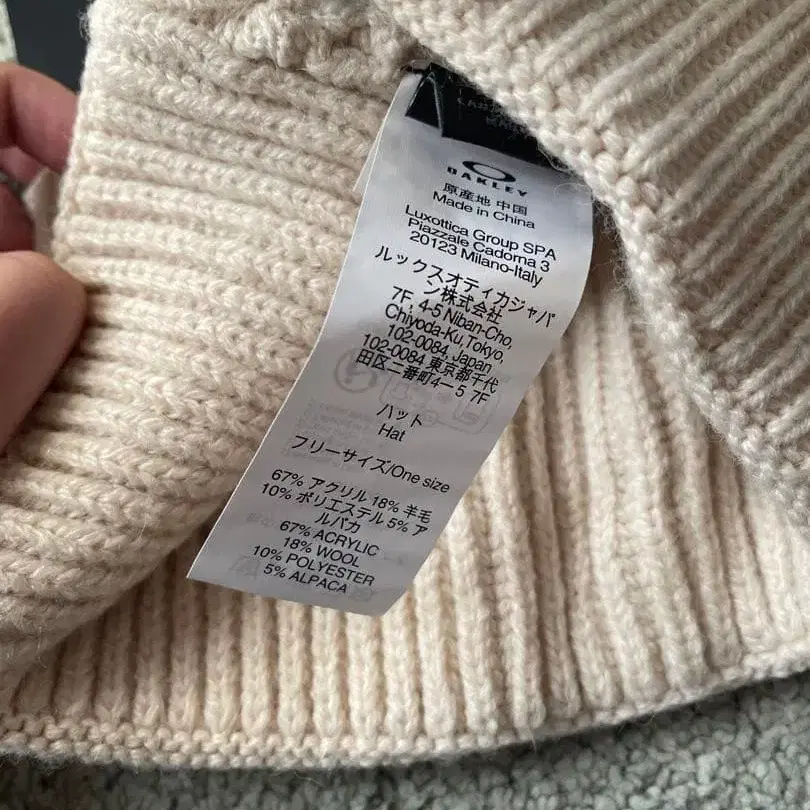 OAKLEY
原産地 中国
Made in China
Luxottica Group SPA
Piazzale Cadorna 3
20123 Milano-Italy
ルックスオティカジャパ
ン株式会社
7F, 4-5 Niban-Cho,
Chiyoda-Ku,Tokyo,
102-0084, Japan
102-0084 東京都千代
田区二番町4-5 7F
ハット
Hat
フリーサイズ/One size
67% アクリル 18% 羊毛
10% ポリエステル 5% ア
ルパカ
67% ACRYLIC
18% WOOL
10% POLYESTER
5% ALPACA